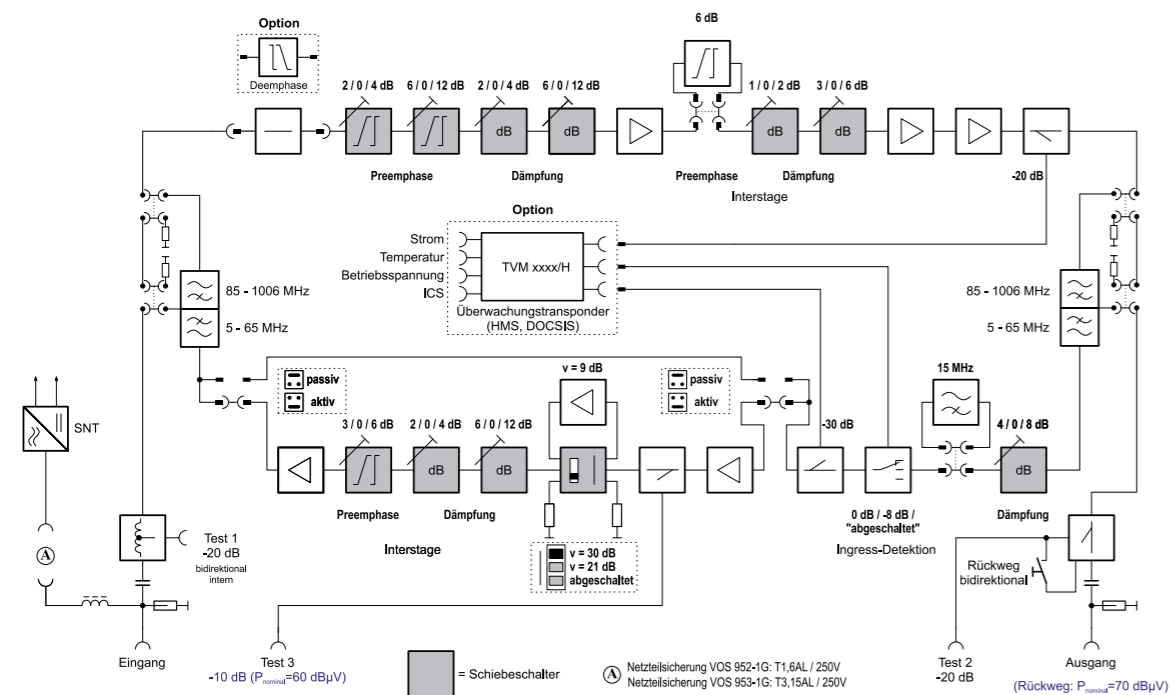 Option
Deemphase
6 dB
2 / 0 / 4 dB
6 / 0 / 12 dB
2 / 0 / 4 dB
6 / 0 / 12 dB
1 / 0 / 2 dB
3 / 0 / 6 dB
dB
dB
dB
dB
Preemphase
Dämpfung
Preemphase
Dämpfung
-20 dB
Interstage
Option
Strom
Temperatur
Betriebsspannung
ICS
TVM xxxx/H
Überwachungstransponder
(HMS, DOCSIS)
85 - 1006 MHz
5 - 65 MHz
85 - 1006 MHz
5 - 65 MHz
passiv
aktiv
v = 9 dB
passiv
aktiv
15 MHz
SNT
3 / 0 / 6 dB
2 / 0 / 4 dB
6 / 0 / 12 dB
-30 dB
4 / 0 / 8 dB
dB
dB
dB
Preemphase
Dämpfung
0 dB / -8 dB /
"abgeschaltet"
Dämpfung
Interstage
Ingress-Detektion
Test 1
-20 dB
bidirektional
intern
v = 30 dB
v = 21 dB
abgeschaltet
A
Rückweg
bidirektional
Eingang
Test 3
-10 dB (Pnominal=60 dBµV)
= Schiebeschalter
A Netzteilsicherung VOS 952-1G: T1,6AL / 250V
Netzteilsicherung VOS 953-1G: T3,15AL / 250V
Test 2
-20 dB
Ausgang
(Rückweg: Pnominal=70 dBµV)